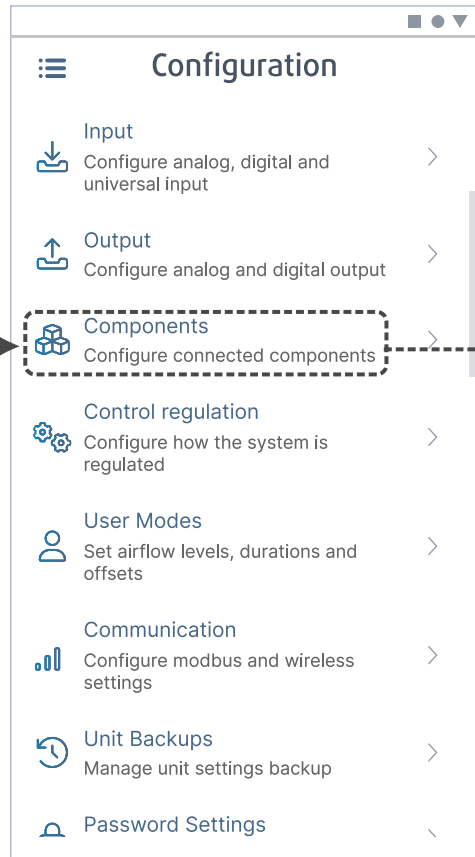 Configuration
Input
Configure analog, digital and
universal input
Output
Configure analog and digital output
Components
Configure connected components
Control regulation
Configure how the system is
regulated
User Modes
Set airflow levels, durations and
offsets
Communication
Configure modbus and wireless
settings
Unit Backups
Manage unit settings backup
Password Settings